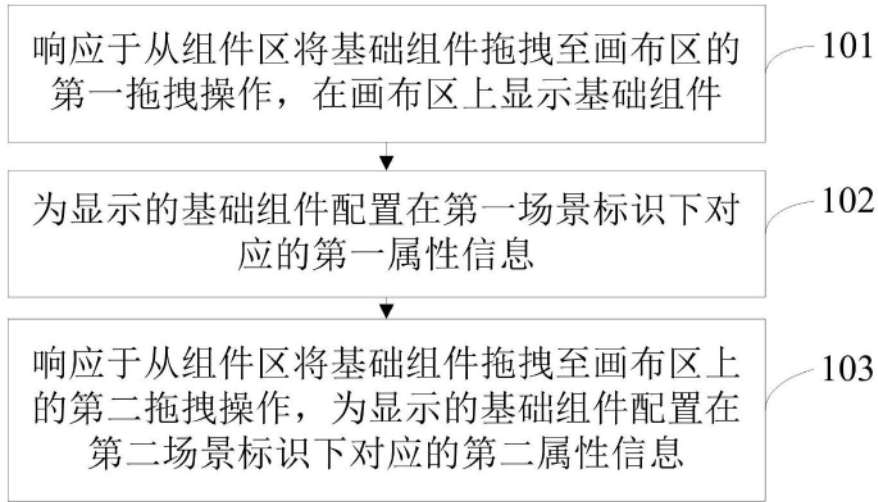 响应于从组件区将基础组件拖拽至画布区的
第一拖拽操作，在画布区上显示基础组件
101
为显示的基础组件配置在第一场景标识下对
应的第一属性信息
102
响应于从组件区将基础组件拖拽至画布区上
的第二拖拽操作，为显示的基础组件配置在
第二场景标识下对应的第二属性信息
103